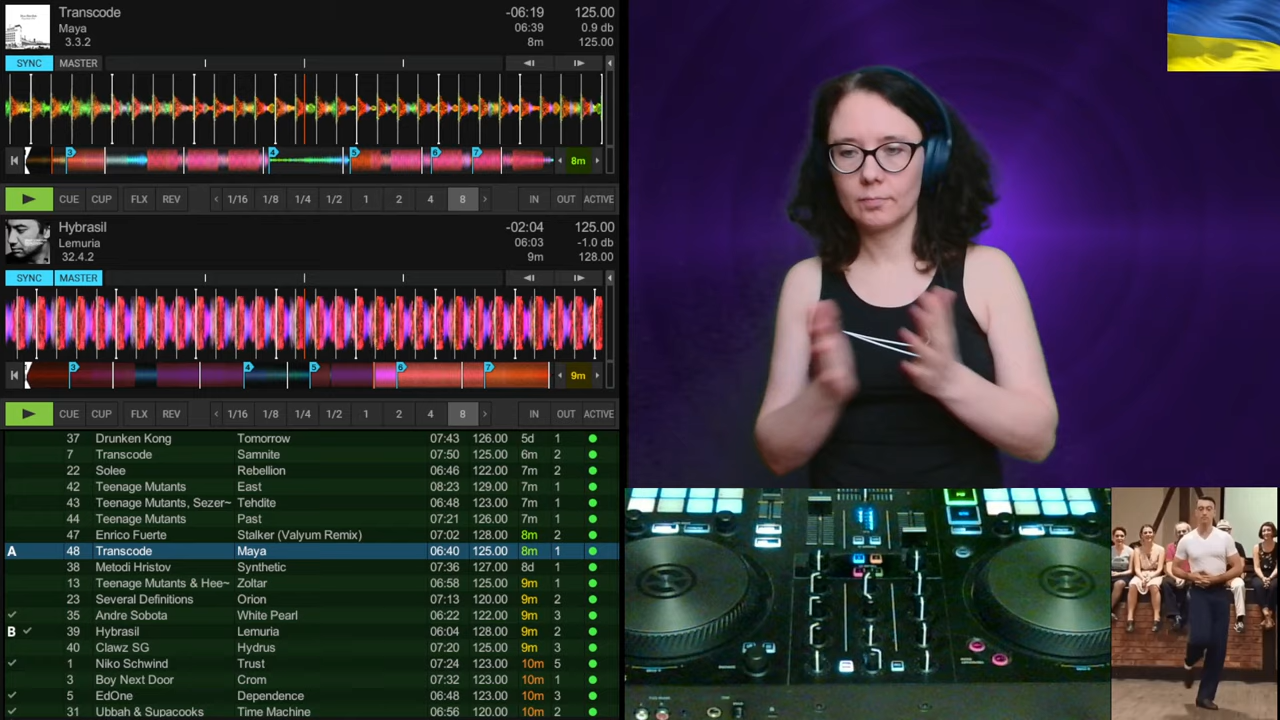 Transcode -06:19 125.00
Maya 06:39 0.9 db
3.3.2 8m 125.00
SYNC MASTER
3 4 5 6 7 8m
CUE CUP FLX REV 1/16 1/8 1/4 1/2 1 2 4 8 IN OUT ACTIVE
Hybrasil -02:04 125.00
Lemuria 06:03 -1.0 db
32.4.2 9m 128.00
SYNC MASTER
3 4 5 6 7 9m
CUE CUP FLX REV 1/16 1/8 1/4 1/2 1 2 4 8 IN OUT ACTIVE
37 Drunken Kong Tomorrow 07:43 126.00 5d 1
7 Transcode Samnite 07:50 125.00 6m 2
22 Solee Rebellion 06:46 122.00 7m 2
42 Teenage Mutants East 08:23 129.00 7m 1
43 Teenage Mutants, Sezer~ Tehdite 06:48 123.00 7m 1
44 Teenage Mutants Past 07:21 126.00 7m 1
47 Enrico Fuerte Stalker (Valyum Remix) 07:02 128.00 8m 2
A 48 Transcode Maya 06:40 125.00 8m 1
38 Metodi Hristov Synthetic 07:36 127.00 8d 1
13 Teenage Mutants & Hee~ Zoltar 06:58 125.00 9m 1
23 Several Definitions Orion 07:13 120.00 9m 2
35 Andre Sobota White Pearl 06:22 122.00 9m 3
B 39 Hybrasil Lemuria 06:04 128.00 9m 2
40 Clawz SG Hydrus 07:20 125.00 9m 1
1 Niko Schwind Trust 07:24 123.00 10m 5
3 Boy Next Door Crom 07:32 123.00 10m 1
5 EdOne Dependence 06:48 123.00 10m 3
31 Ubbah & Supacooks Time Machine 06:56 120.00 10m 2